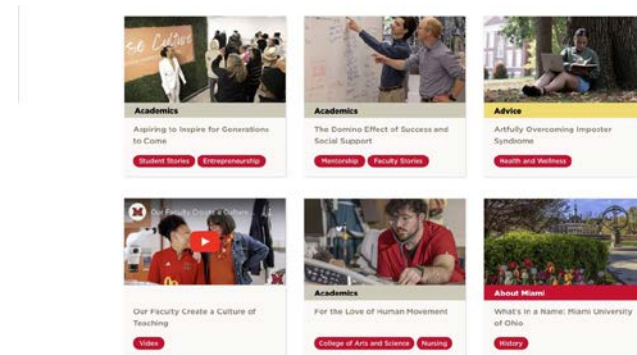 se Culture
Academics
Aspiring to Inspire for Generations
to Come
Student Stories
Entrepreneurship
Academics
The Domino Effect of Success and
Social Support
Mentorship
Faculty Stories
Advice
Artfully Overcoming Imposter
Syndrome
Health and Wellness
M
Our Faculty Create a Culture...
Our Faculty Create a Culture of
Teaching
Video
Academics
For the Love of Human Movement
College of Arts and Science
Nursing
About Miami
What's in a Name: Miami University
of Ohio
History